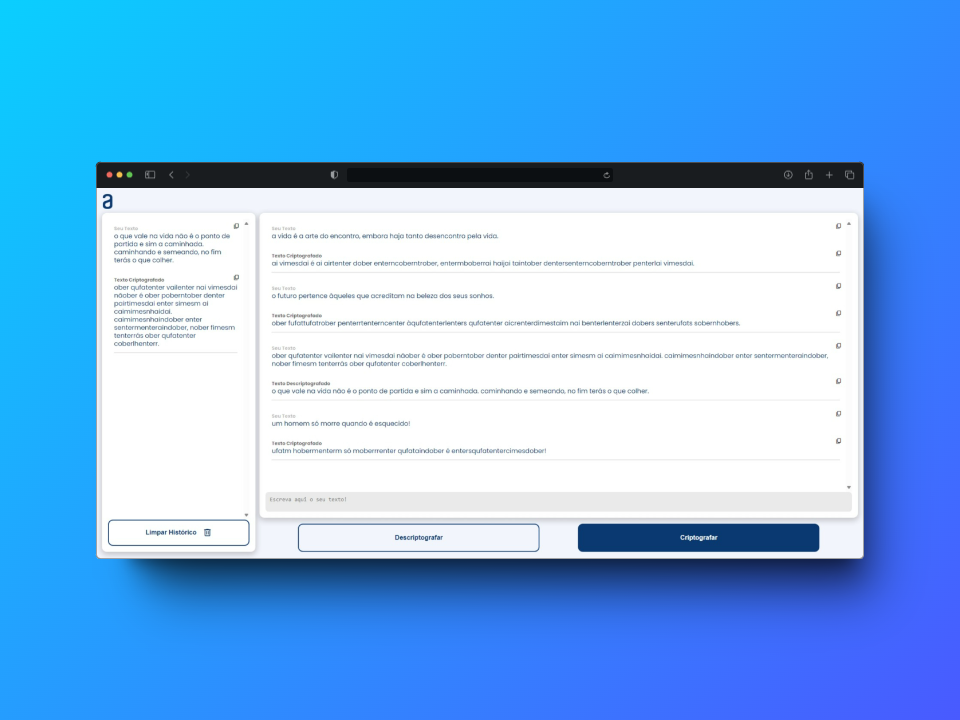 a
Seu Texto
o que vale na vida não é o ponto de
partida e sim a caminhada.
caminhando e semeando, no fim
terás o que colher.
Texto Criptografado
ober qufatenter vailenter nai vimesdai
nãober é ober poberntober denter
pairtimesdai enter simesm ai
caimimesnhaidai.
caimimesnhaindober enter
sentermenteraindober, nober fimesm
tenterrás ober qufatenter
coberlhenterr.
Limpar Histórico
Seu Texto
a vida é a arte do encontro, embora haja tanto desencontro pela vida.
Texto Criptografado
ai vimesdai é ai airtenter dober enterncoberntrober, entermboberrai haijai taintober dentersenterncoberntrober penterlai vimesdai.
Seu Texto
o futuro pertence àqueles que acreditam na beleza dos seus sonhos.
Texto Criptografado
ober fufattufatrober penterrtenterncenter àqufatenterlenters qufatenter aicrenterdimestaim nai benterlenterzai dobers senterufats sobernhobers.
Seu Texto
ober qufatenter vailenter nai vimesdai nãober é ober poberntober denter pairtimesdai enter simesm ai caimimesnhaidai. caimimesnhaindober enter sentermenteraindober,
nober fimesm tenterrás ober qufatenter coberlhenterr.
Texto Descriptografado
o que vale na vida não é o ponto de partida e sim a caminhada. caminhando e semeando, no fim terás o que colher.
Seu Texto
um homem só morre quando é esquecido!
Texto Criptografado
ufatm hobermenterm só moberrrenter qufataindober é entersqufatentercimesdober!
Escreva aqui o seu texto!
Descriptografar
Criptografar